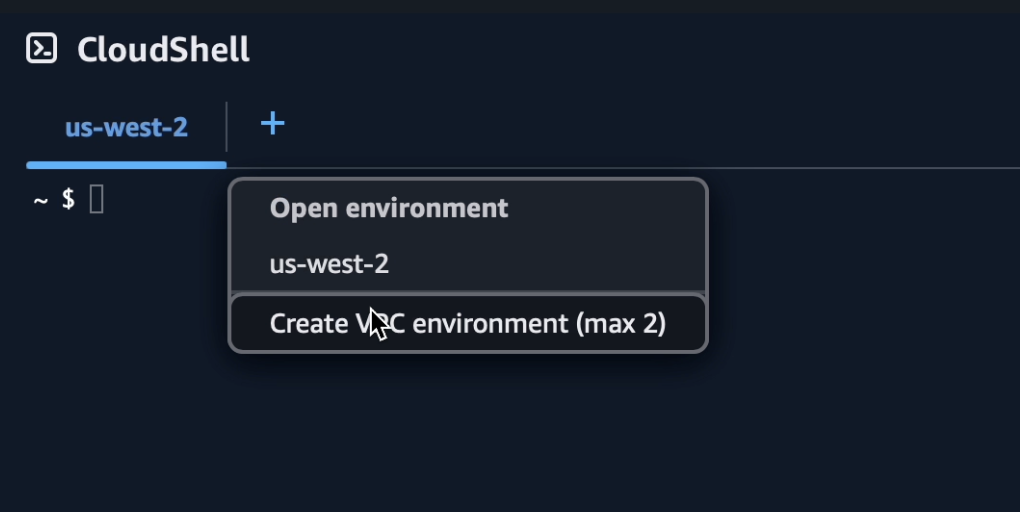 CloudShell
us-west-2
+
~ $
Open environment
us-west-2
Create VPC environment (max 2)